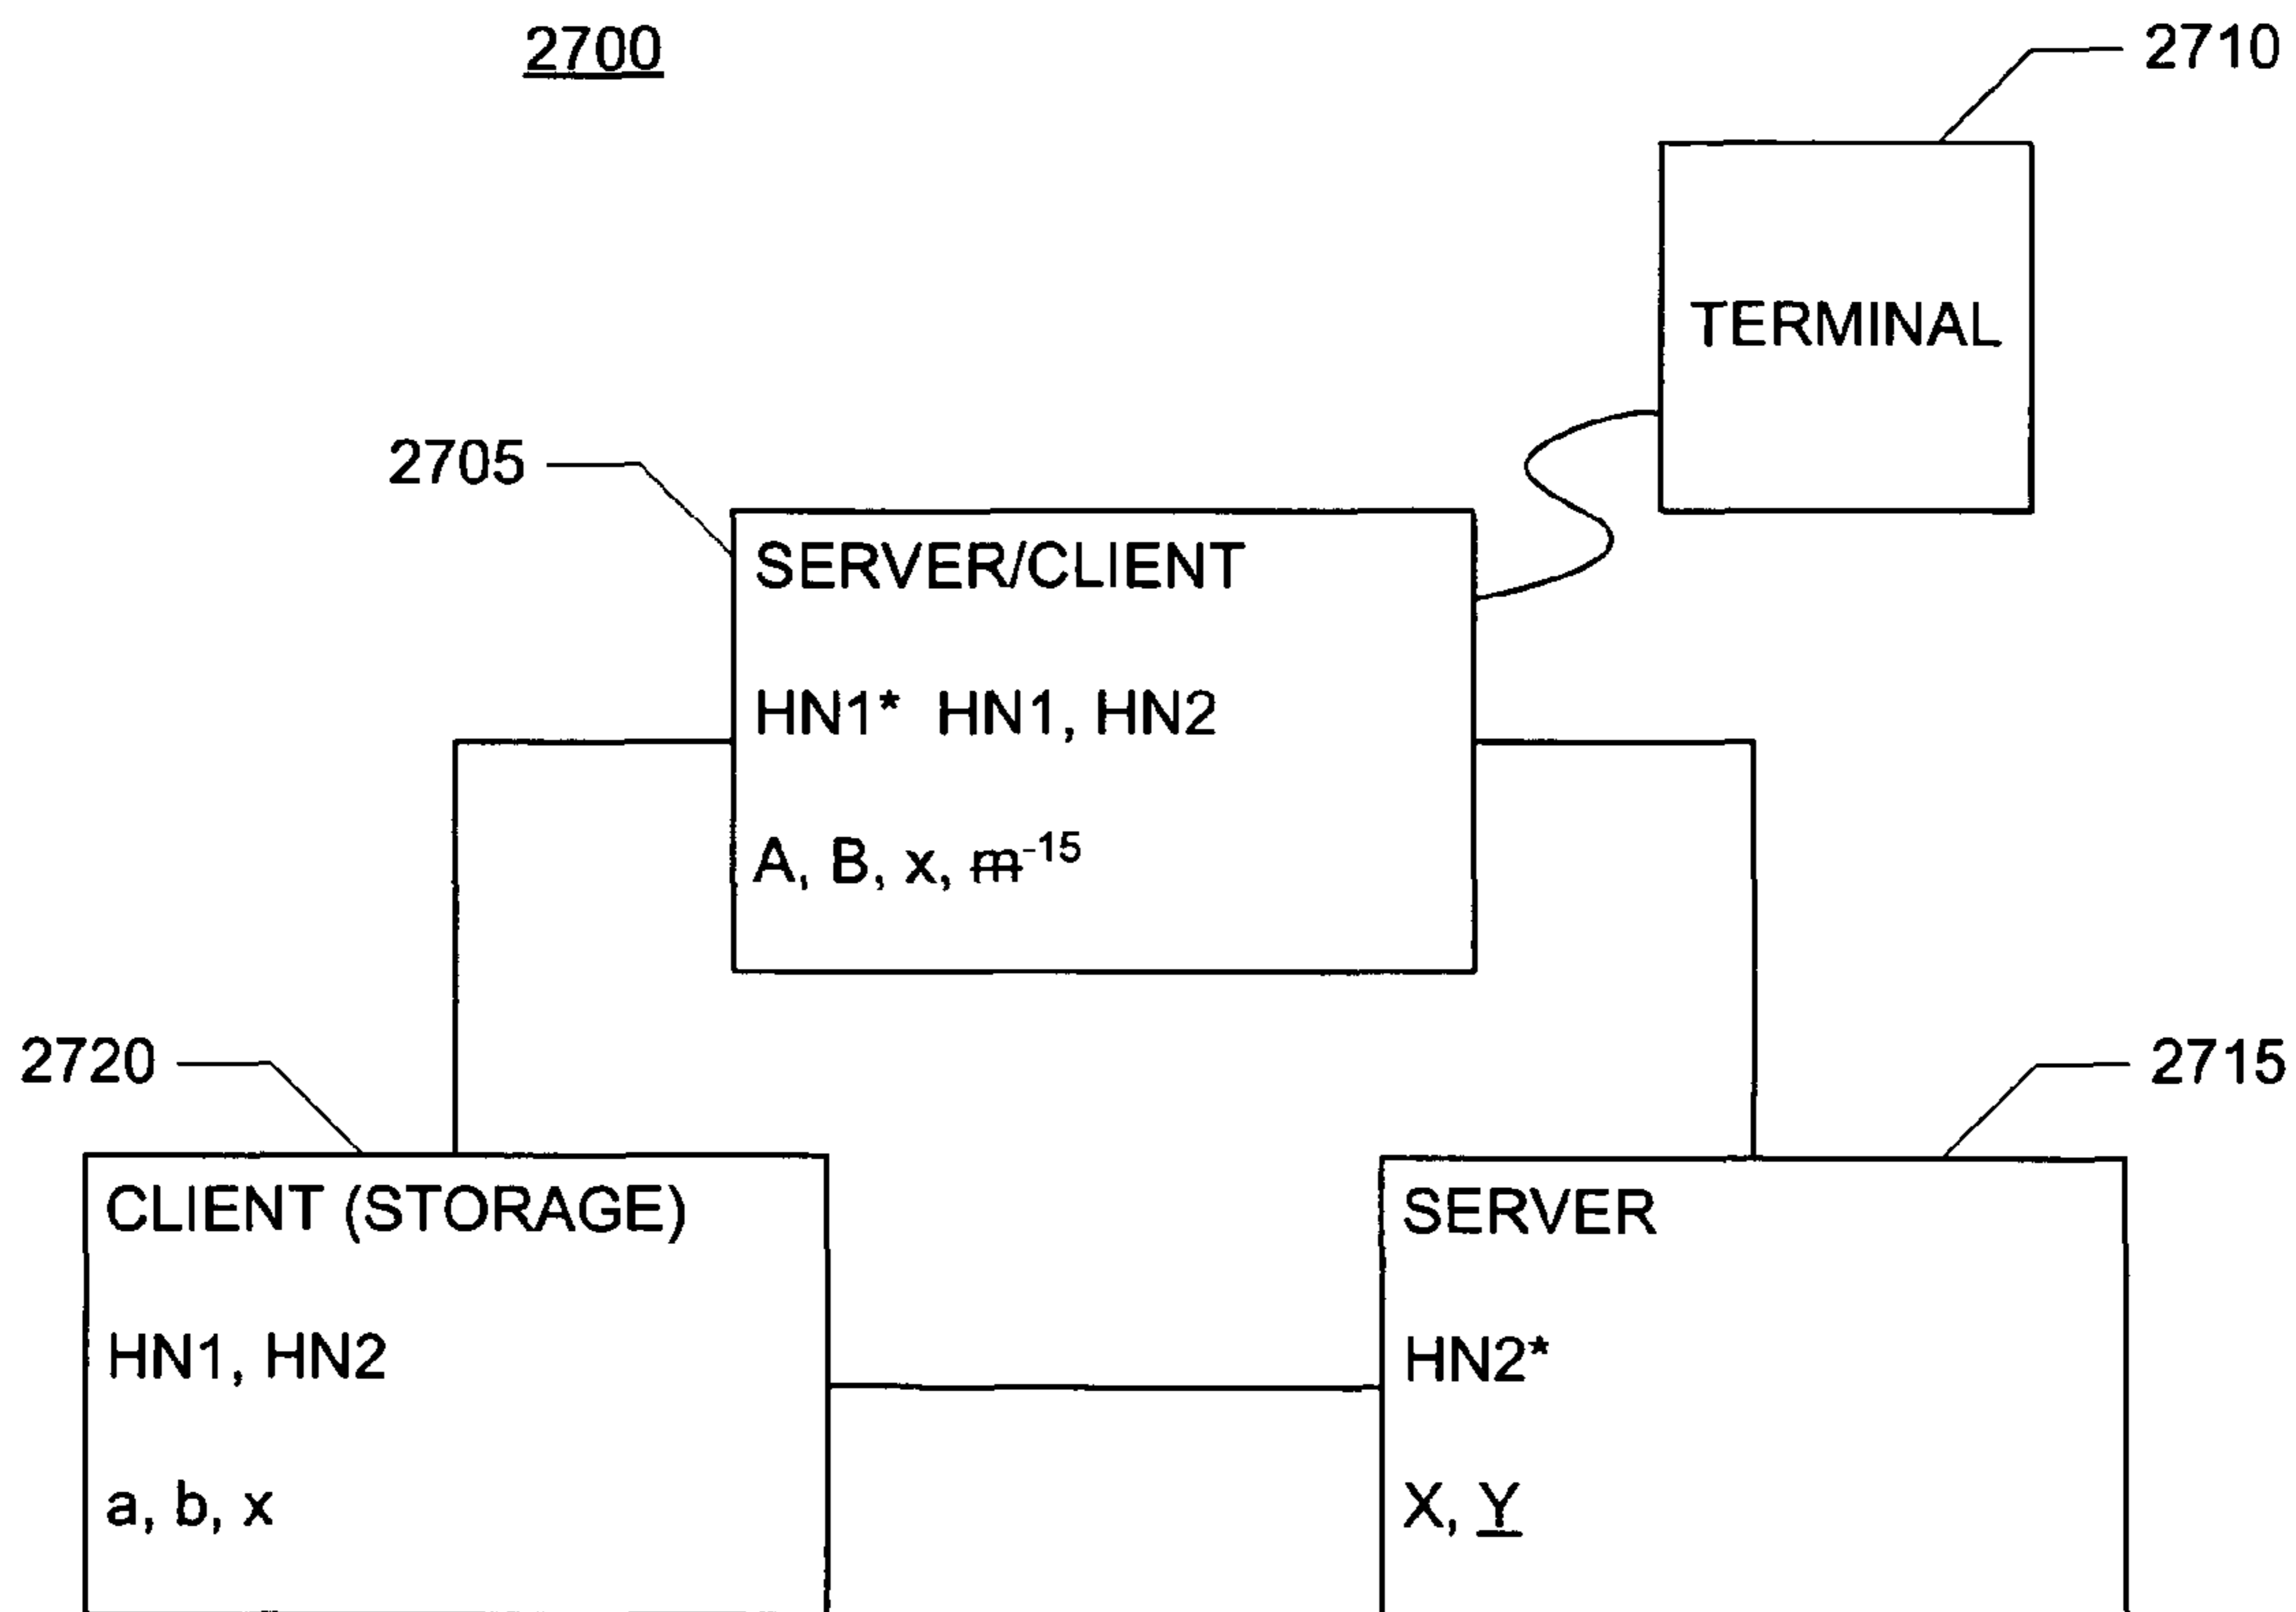 2700
2710
TERMINAL
2705
SERVER/CLIENT
HN1* HN1, HN2
A, B, x, m⁻¹⁵
2720
2715
CLIENT (STORAGE)
HN1, HN2
a, b, x
SERVER
HN2*
X, Y